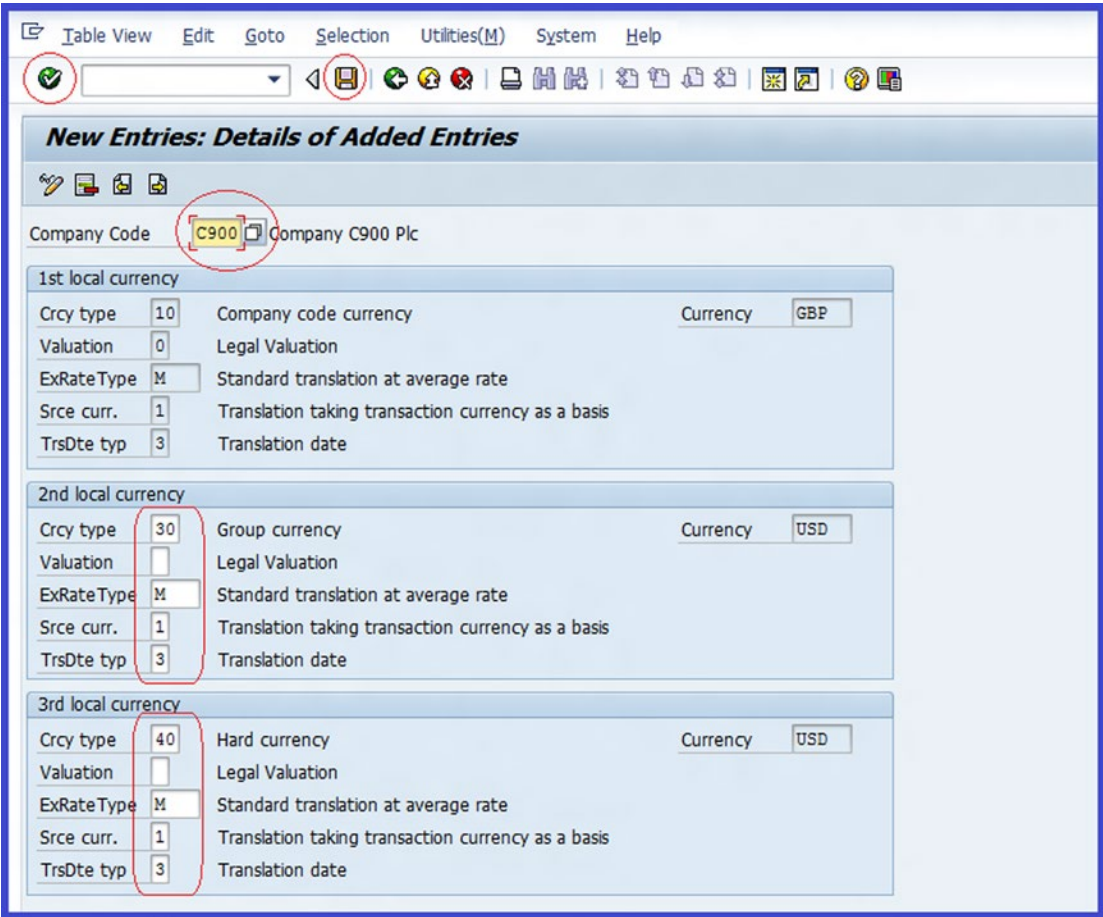 Table View Edit Goto Selection Utilities(M) System Help
New Entries: Details of Added Entries
Company Code C900 Company C900 Plc
1st local currency
Crcy type 10 Company code currency Currency GBP
Valuation 0 Legal Valuation
ExRateType M Standard translation at average rate
Srce curr. 1 Translation taking transaction currency as a basis
TrsDte typ 3 Translation date
2nd local currency
Crcy type 30 Group currency Currency USD
Valuation Legal Valuation
ExRateType M Standard translation at average rate
Srce curr. 1 Translation taking transaction currency as a basis
TrsDte typ 3 Translation date
3rd local currency
Crcy type 40 Hard currency Currency USD
Valuation Legal Valuation
ExRateType M Standard translation at average rate
Srce curr. 1 Translation taking transaction currency as a basis
TrsDte typ 3 Translation date